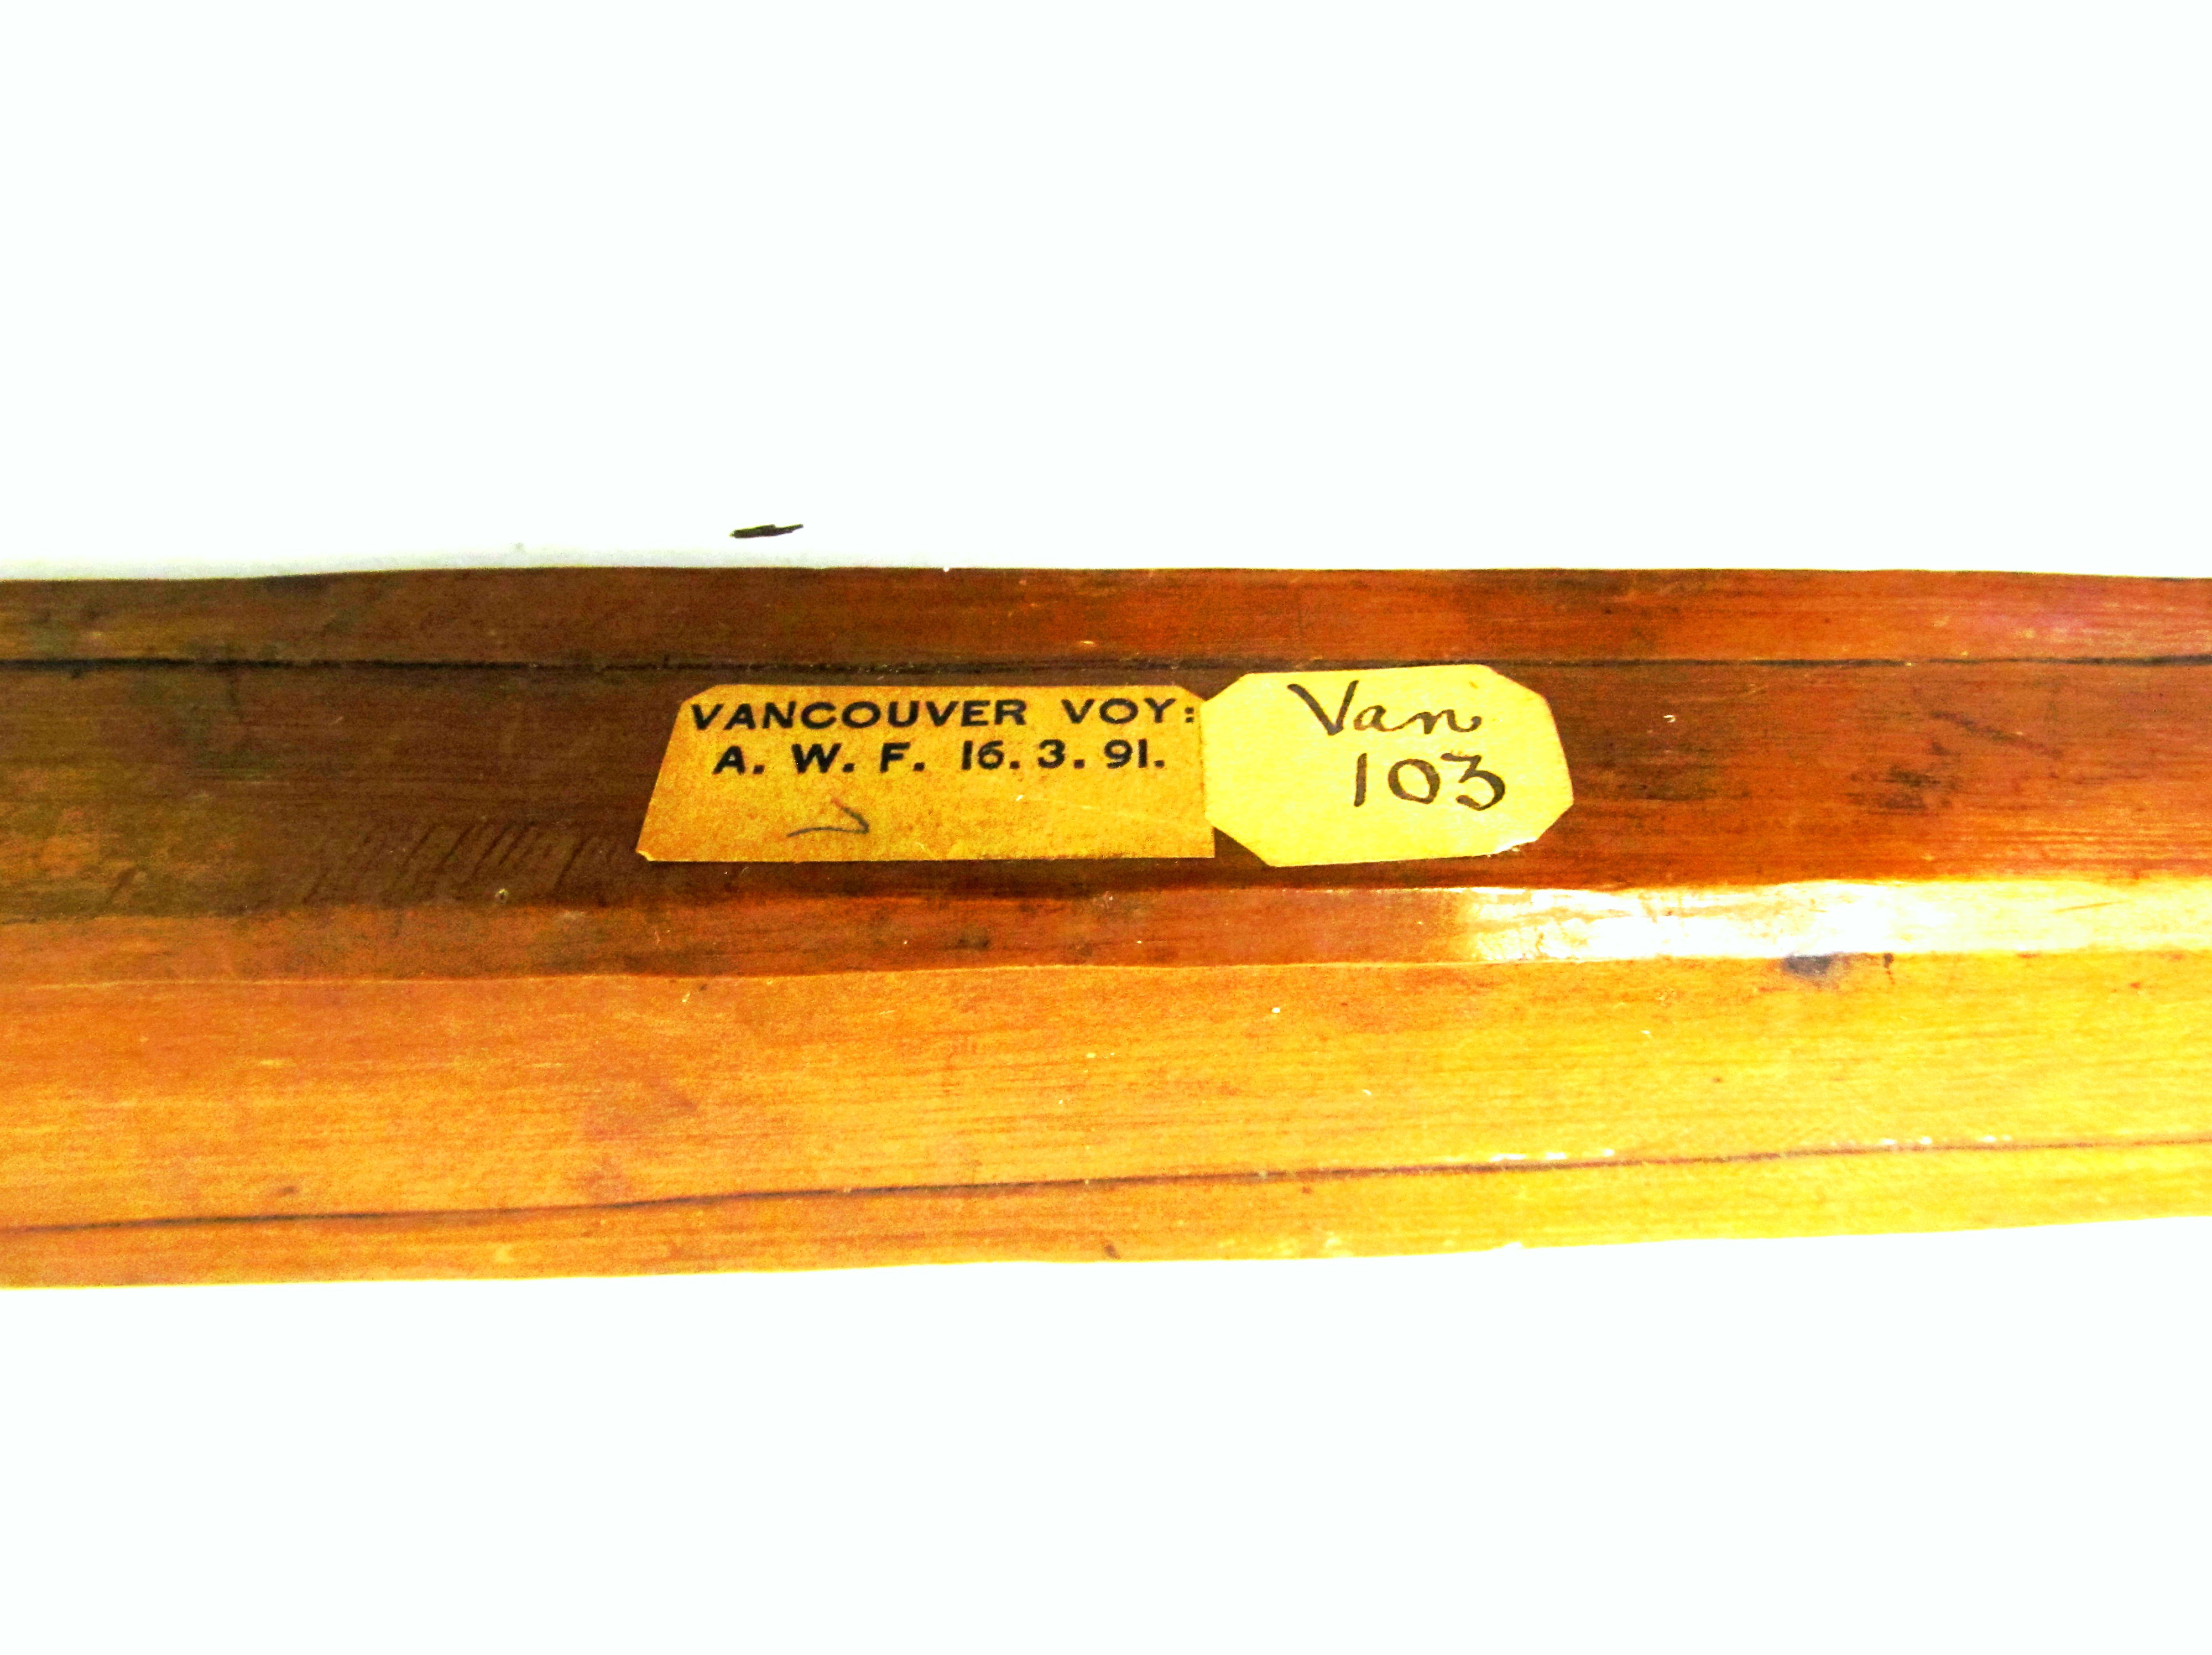 VANCOUVER VOY:
A. W. F. 16. 3. 91.
Van
103